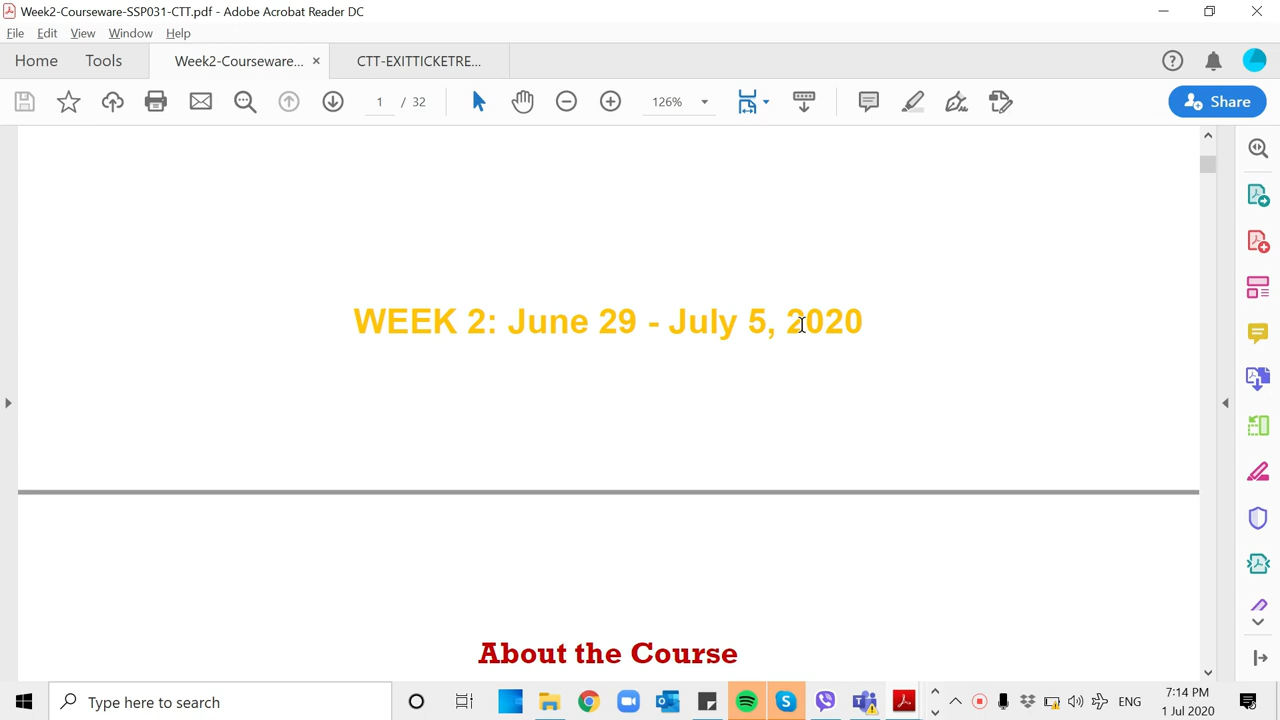 Week2-Courseware-SSP031-CTT.pdf - Adobe Acrobat Reader DC
File Edit View Window Help
Home Tools Week2-Courseware... × CTT-EXITTICKETRE...
1 / 32 126% Share
WEEK 2: June 29 - July 5, 2020
About the Course
Type here to search
ENG
7:14 PM
1 Jul 2020